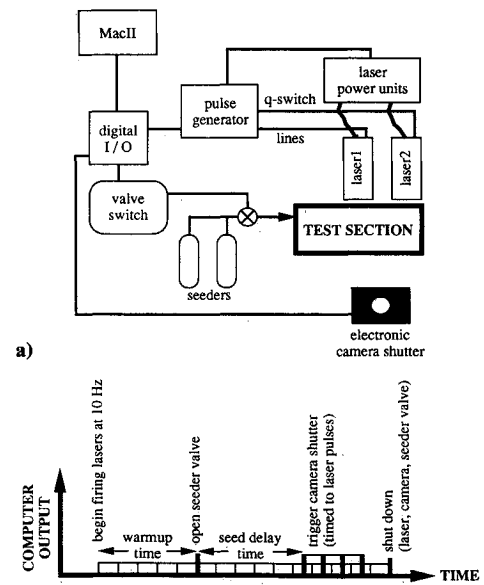 MacII
laser
power units
pulse
generator
q-switch
lines
digital
I / O
laser1
laser2
valve
switch
TEST SECTION
seeders
electronic
camera shutter
a)
COMPUTER
OUTPUT
begin firing lasers at 10 Hz
warmup
time
open seeder valve
seed delay
time
trigger camera shutter
(timed to laser pulses)
shut down
(laser, camera, seeder valve)
TIME